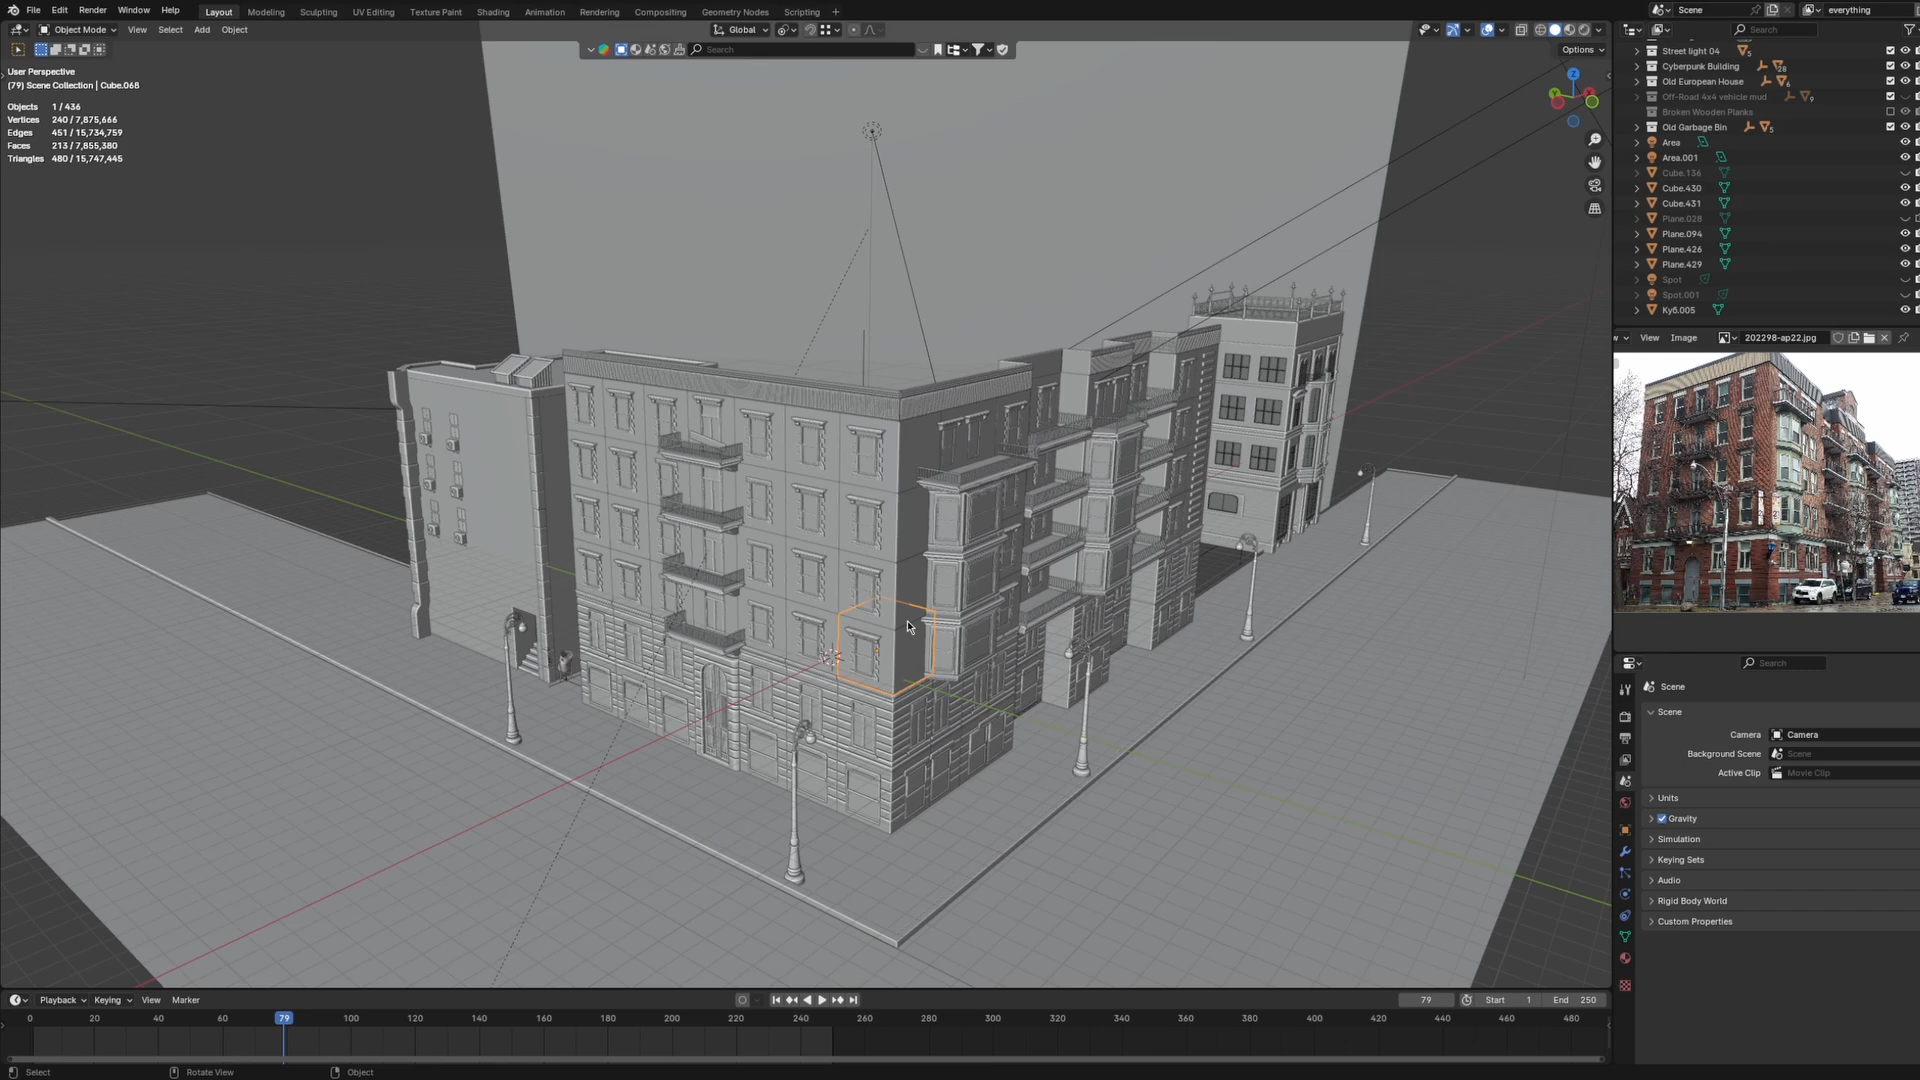 File Edit Render Window Help Layout Modeling Sculpting UV Editing Texture Paint Shading Animation Rendering Compositing Geometry Nodes Scripting + Scene everything
Object Mode View Select Add Object Global Search
Search Options
User Perspective
(79) Scene Collection | Cube.068
Objects 1 / 436
Vertices 240 / 7,875,666
Edges 451 / 15,734,759
Faces 213 / 7,855,380
Triangles 480 / 15,747,445
Z
Street light 04 5
Cyberpunk Building 28
Old European House 6
Off-Road 4x4 vehicle mud 9
Broken Wooden Planks
Old Garbage Bin 5
Area
Area.001
Cube.136
Cube.430
Cube.431
Plane.028
Plane.094
Plane.426
Plane.429
Spot
Spot.001
Куб.005
View Image 202298-ap22.jpg
Search
Scene
Scene
Camera Camera
Background Scene Scene
Active Clip Movie Clip
Units
Gravity
Simulation
Keying Sets
Audio
Rigid Body World
Custom Properties
Playback Keying View Marker 79 Start 1 End 250
0 20 40 60 79 100 120 140 160 180 200 220 240 260 280 300 320 340 360 380 400 420 440 460 480
Select Rotate View Object